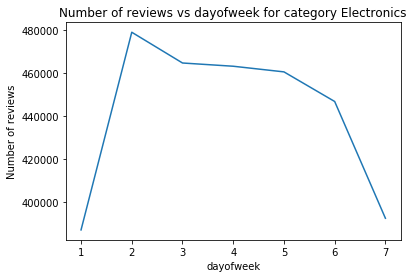 Number of reviews vs dayofweek for category Electronics
480000
460000
440000
420000
400000
Number of reviews
1 2 3 4 5 6 7
dayofweek